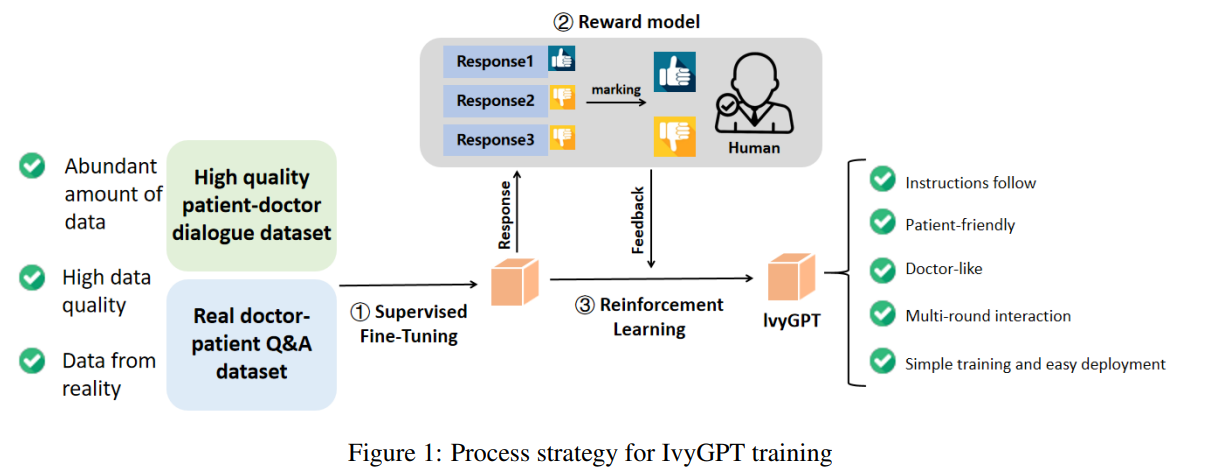 ② Reward model
Response1
Response2
Response3
marking
Human
Abundant
amount of
data
High data
quality
Data from
reality
High quality
patient-doctor
dialogue dataset
Real doctor-
patient Q&A
dataset
① Supervised
Fine-Tuning
Response
Feedback
③ Reinforcement
Learning
IvyGPT
Instructions follow
Patient-friendly
Doctor-like
Multi-round interaction
Simple training and easy deployment
Figure 1: Process strategy for IvyGPT training